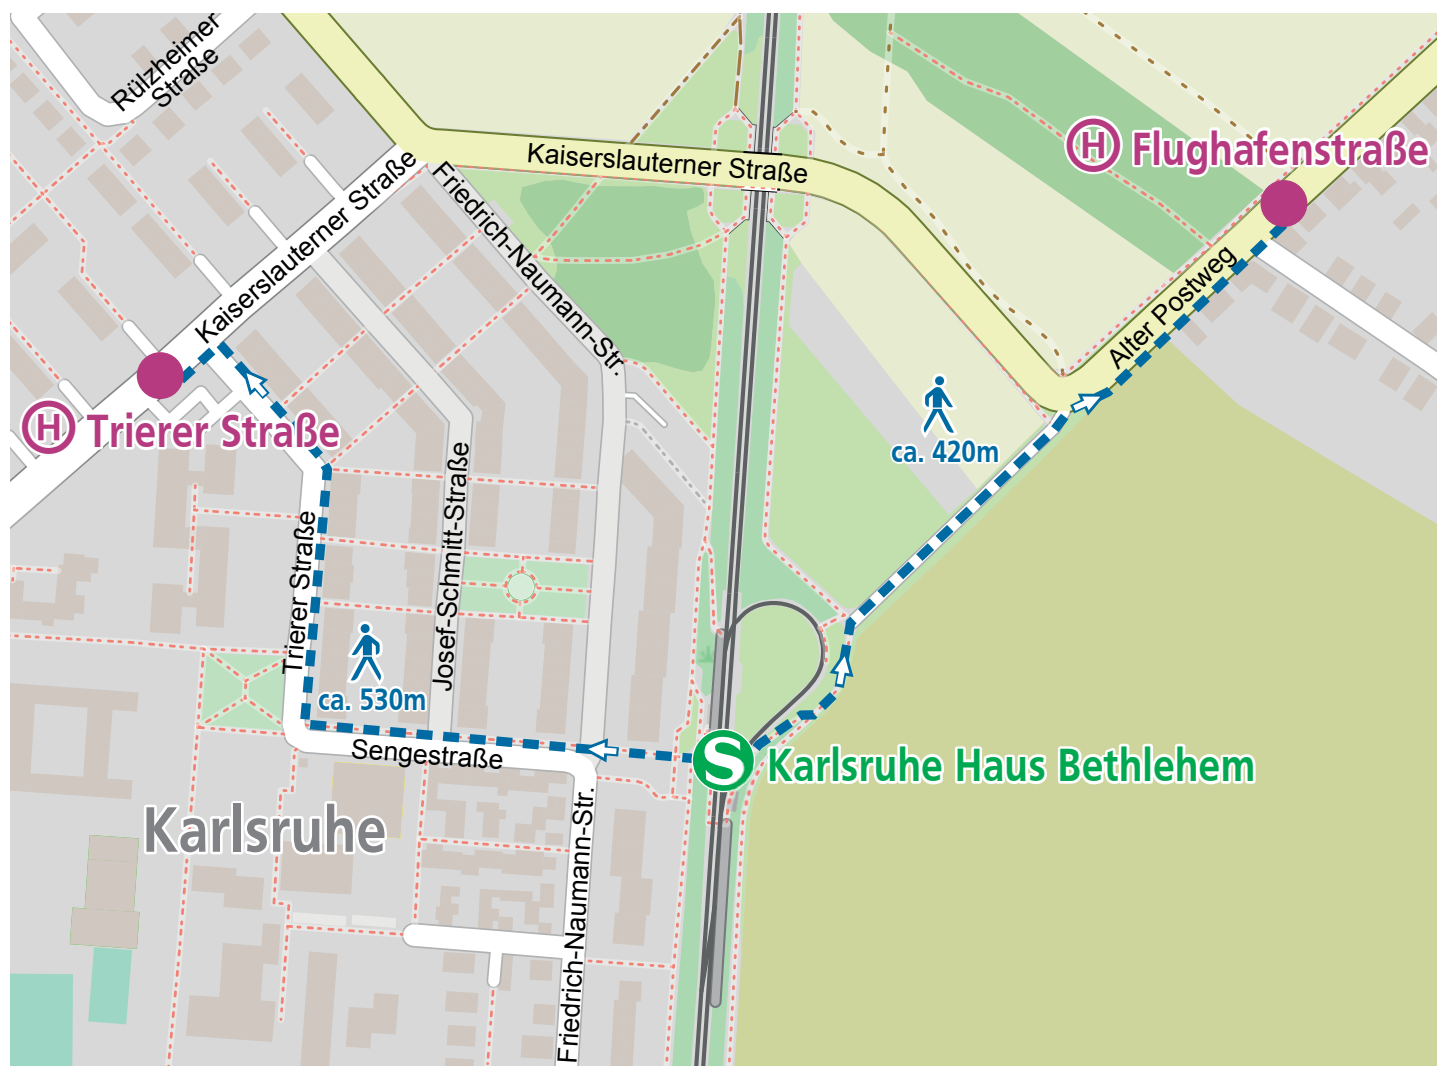 Rülzheimer
Straße
Kaiserslauterner Straße
H Flughafenstraße
Kaiserslauterner Straße
Friedrich-Naumann-Str.
Alter Postweg
H Trierer Straße
ca. 420m
Josef-Schmitt-Straße
Trierer Straße
ca. 530m
Sengestraße
S Karlsruhe Haus Bethlehem
Karlsruhe
Friedrich-Naumann-Str.